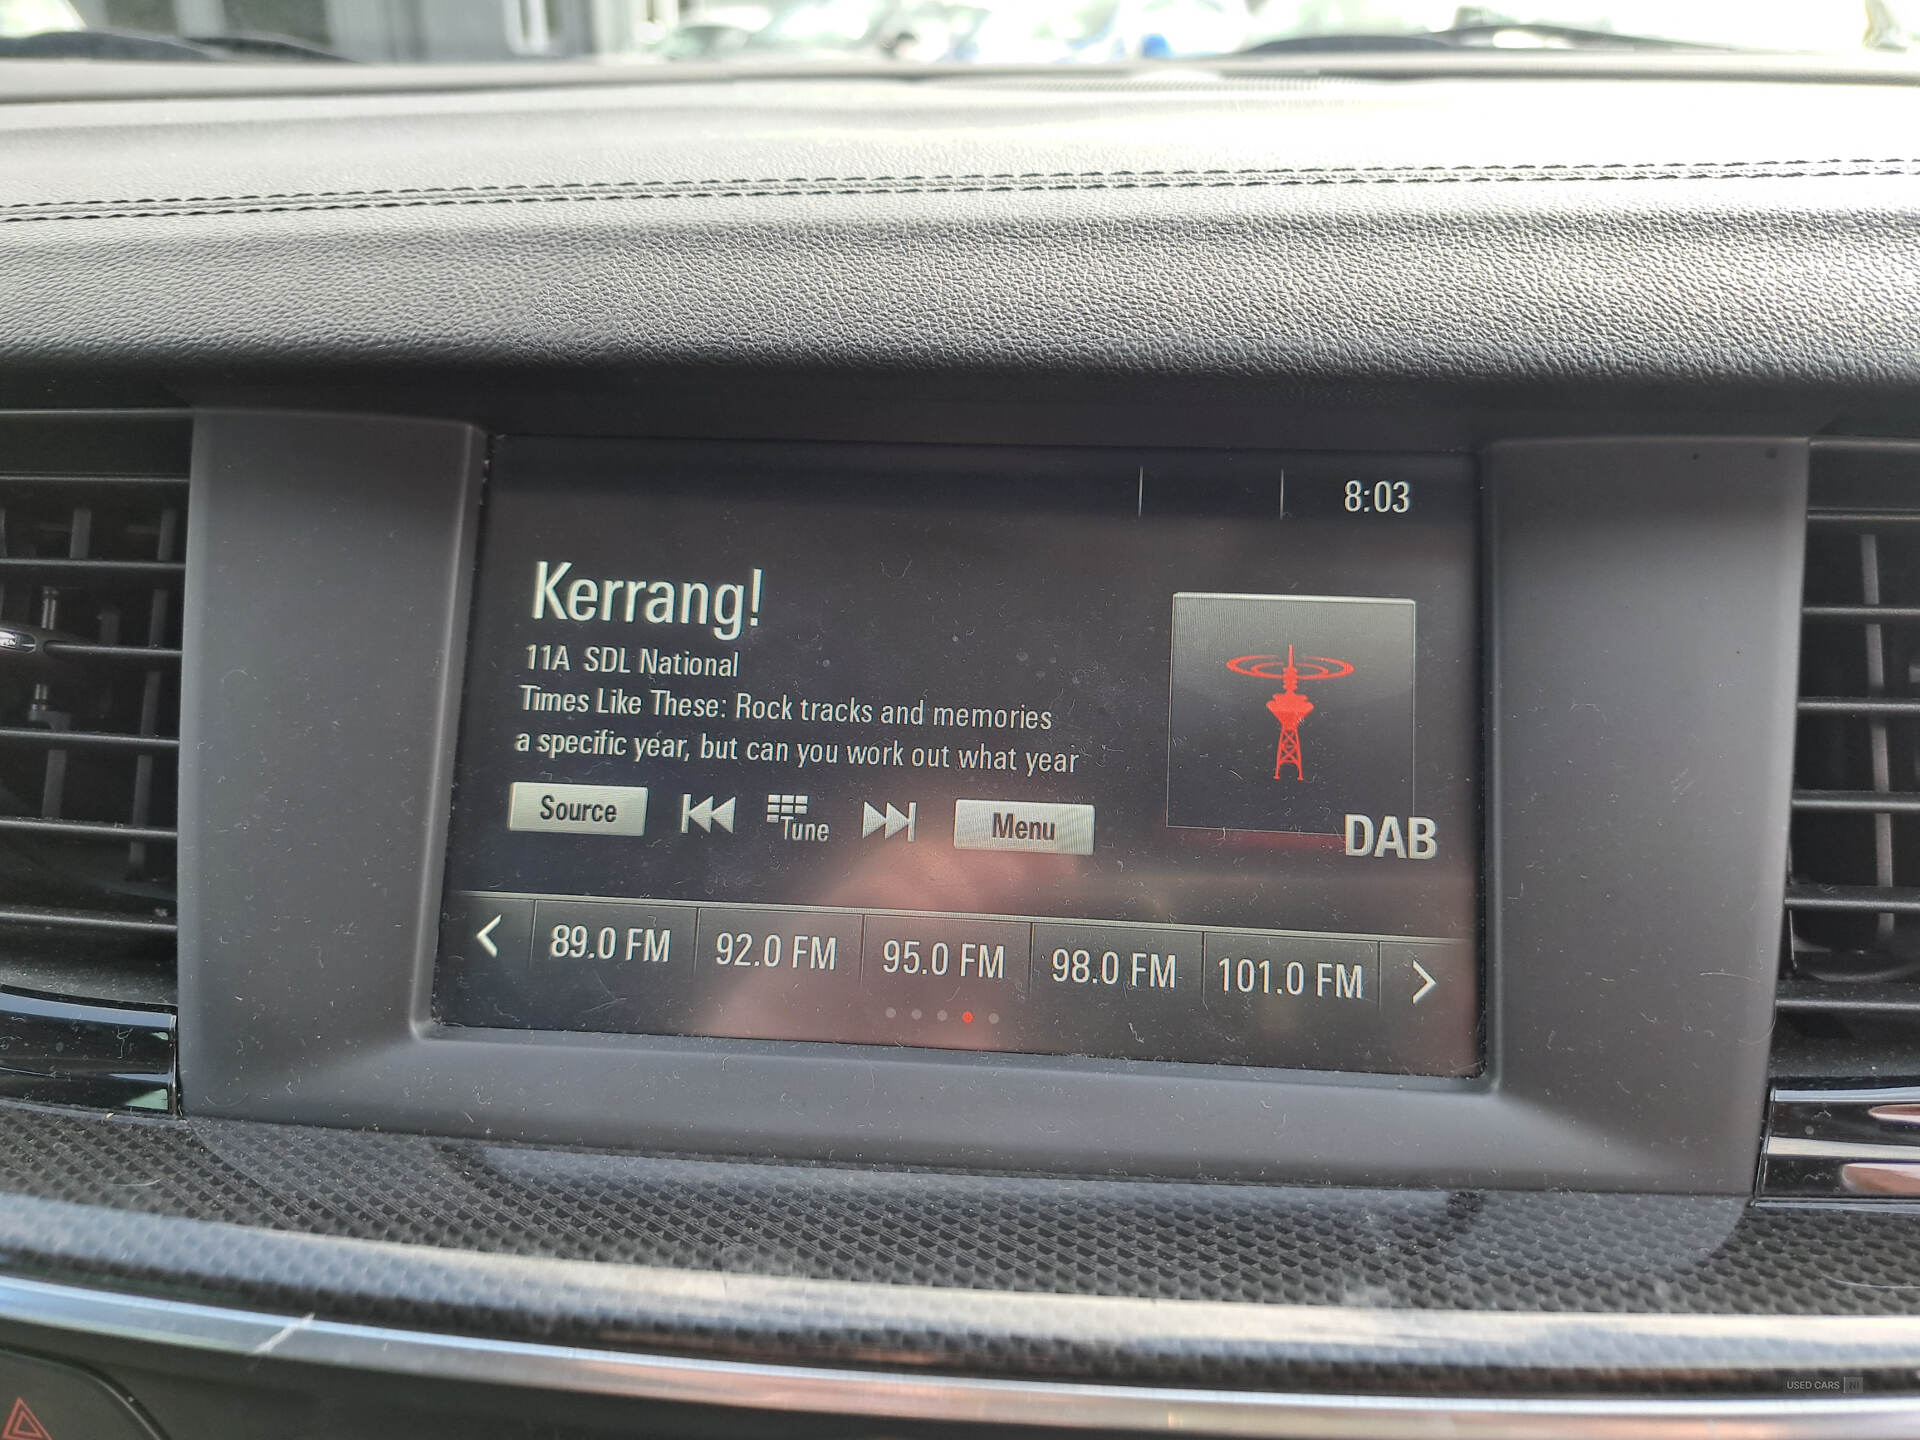 8:03
Kerrang!
11A SDL National
Times Like These: Rock tracks and memories
a specific year, but can you work out what year
Source
Tune
Menu
DAB
89.0 FM
92.0 FM
95.0 FM
98.0 FM
101.0 FM
USED CARS NI